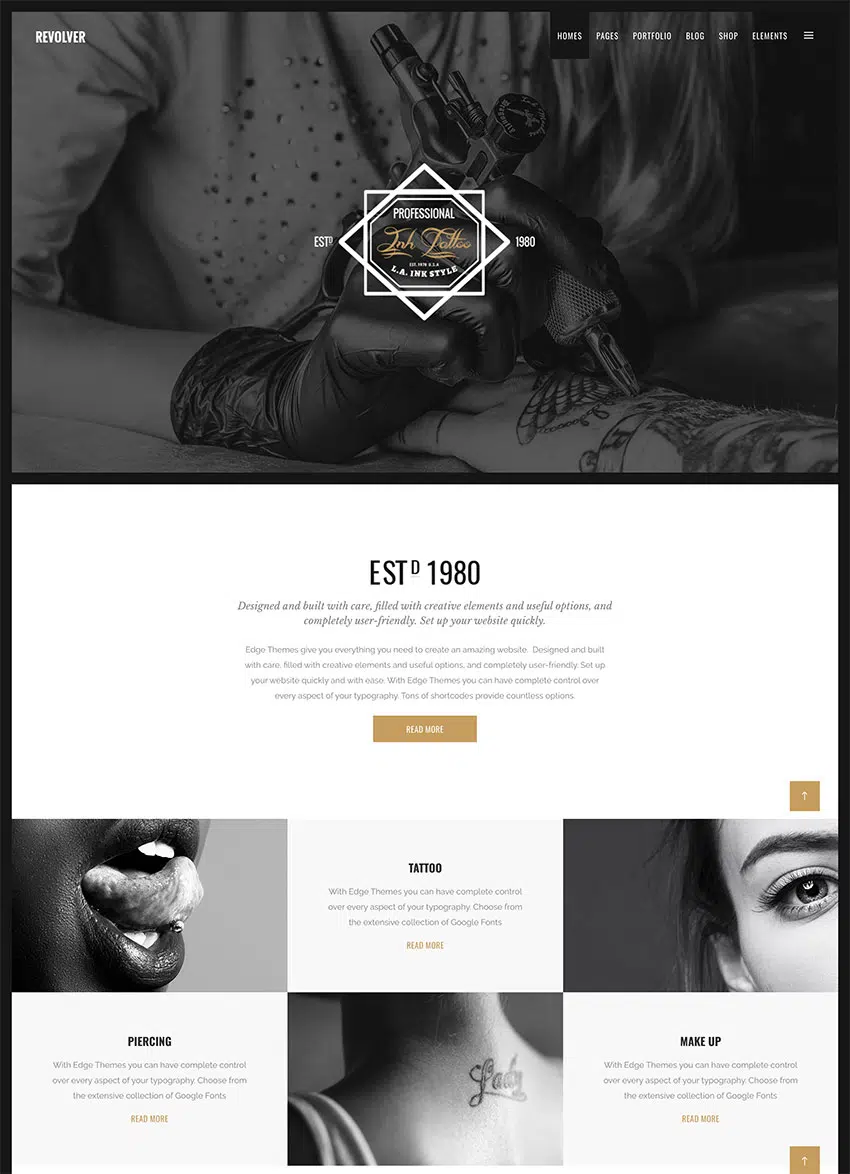 REVOLVER
HOMES PAGES PORTFOLIO BLOG SHOP ELEMENTS
PROFESSIONAL
ESTD Ink Tattoo 1980
EST. 1979 U.S.A
L.A. INK STYLE
ESTD 1980
Designed and built with care, filled with creative elements and useful options, and
completely user-friendly. Set up your website quickly.
Edge Themes give you everything you need to create an amazing website. Designed and built
with care, filled with creative elements and useful options, and completely user-friendly. Set up
your website quickly and with ease. With Edge Themes you can have complete control over
every aspect of your typography. Tons of shortcodes provide countless options.
READ MORE
TATTOO
With Edge Themes you can have complete control
over every aspect of your typography. Choose from
the extensive collection of Google Fonts
READ MORE
Lady
PIERCING
With Edge Themes you can have complete control
over every aspect of your typography. Choose from
the extensive collection of Google Fonts
READ MORE
MAKE UP
With Edge Themes you can have complete control
over every aspect of your typography. Choose from
the extensive collection of Google Fonts
READ MORE